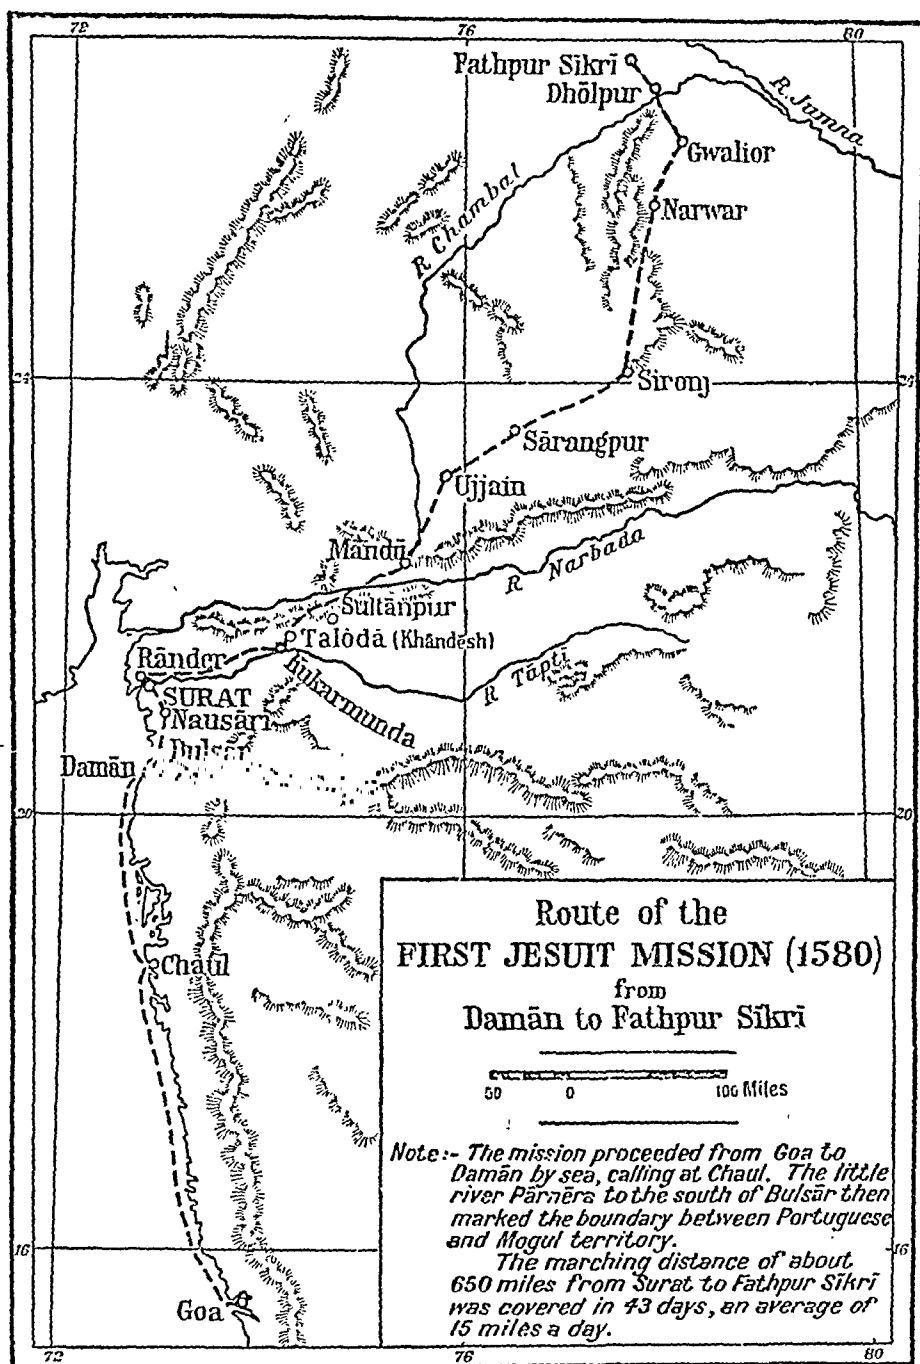 72 76 80
Fathpur Sīkrī
Dhōlpur
R. Jumna
Gwalior
R Chambal
Narwar
24
Sironj
Sārangpur
Ujjain
Māndū
R Narbada
Sultānpur
Talōdā (Khāndēsh)
Rānder
R Tāpti
SURAT
Nausāri
Bulsār
Damān
20 20
Chaul
Route of the
FIRST JESUIT MISSION (1580)
from
Damān to Fathpur Sīkrī
50 0 100 Miles
Note:- The mission proceeded from Goa to
Damān by sea, calling at Chaul. The little
river Pārnēra to the south of Bulsār then
marked the boundary between Portuguese
and Mogul territory.
16 16
The marching distance of about
650 miles from Surat to Fathpur Sīkrī
was covered in 43 days, an average of
15 miles a day.
Goa
72 76 80